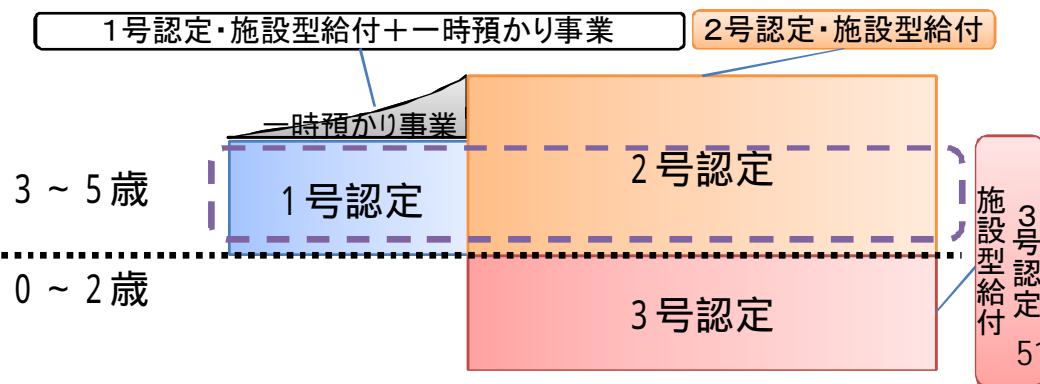 1号認定・施設型給付+一時預かり事業
2号認定・施設型給付
一時預かり事業
3～5歳
1号認定
2号認定
0～2歳
3号認定
3号認定
施設型給付
51